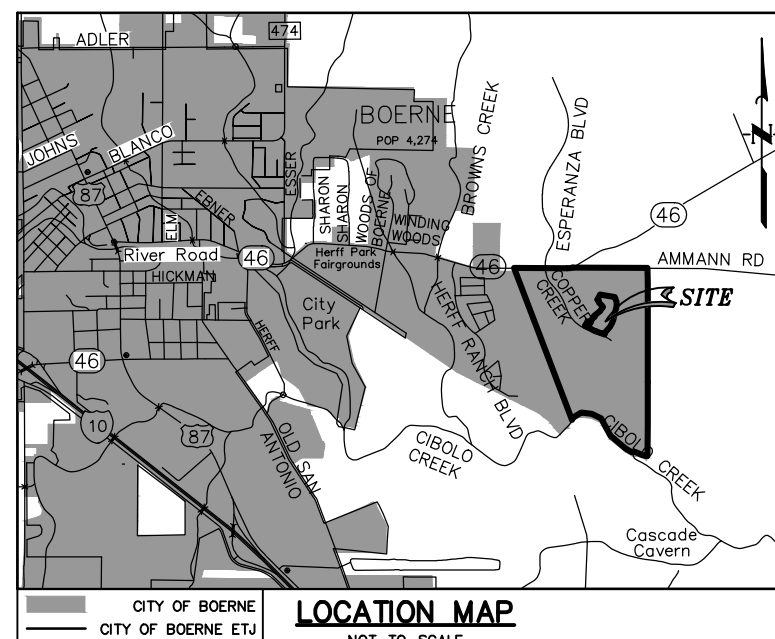 474
ADLER
BOERNE
POP 4,274
JOHNS
BLANCO
ESSER
BROWNS CREEK
ESPERANZA BLVD
N
87
EBNER
ELM
SHARON
SHARON
WOODS OF
BOERNE
WINDING
WOODS
46
River Road
46
Herff Park
Fairgrounds
46
AMMANN RD
HICKMAN
COPPER
CREEK
SITE
City
Park
HERFF
HERFF RANCH BLVD
46
10
87
OLD SAN
ANTONIO
CIBOLO
CREEK
CIBOLO CREEK
Cascade
Cavern
CITY OF BOERNE
CITY OF BOERNE ETJ
LOCATION MAP
NOT TO SCALE